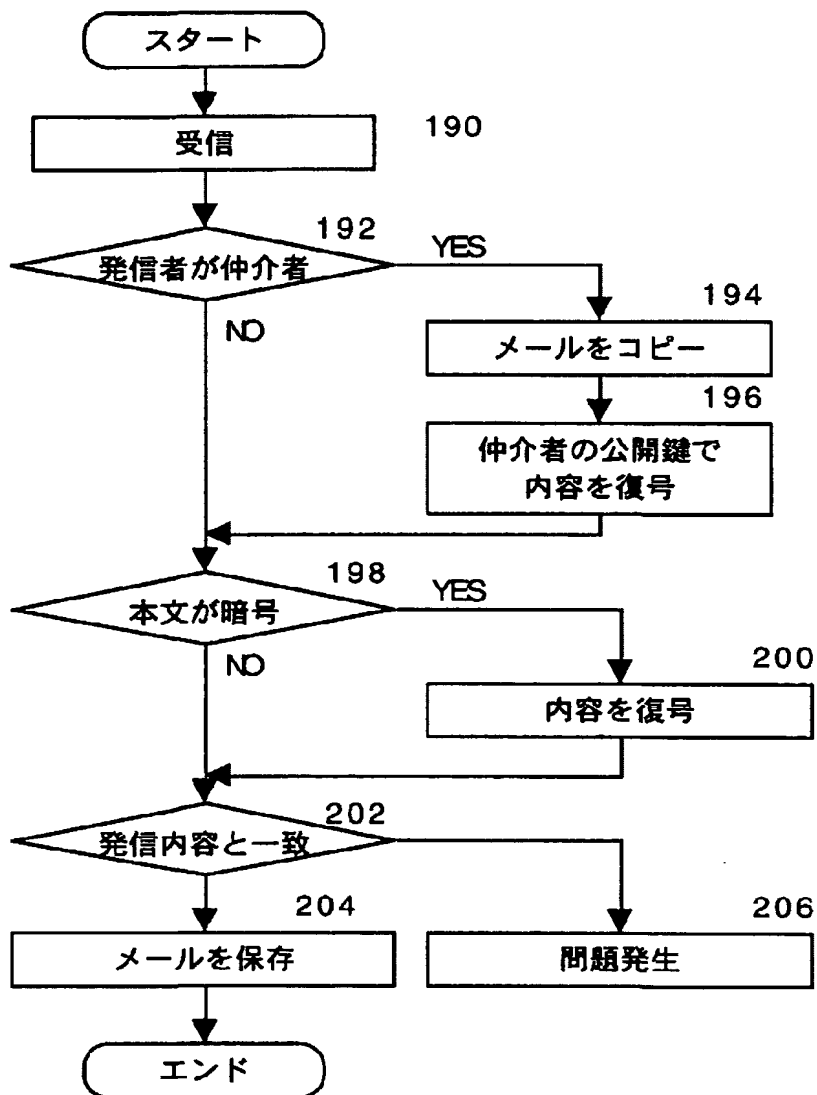 スタート
受信
190
192
発信者が仲介者
YES
NO
194
メールをコピー
196
仲介者の公開鍵で
内容を復号
198
本文が暗号
YES
NO
200
内容を復号
202
発信内容と一致
204
メールを保存
206
問題発生
エンド